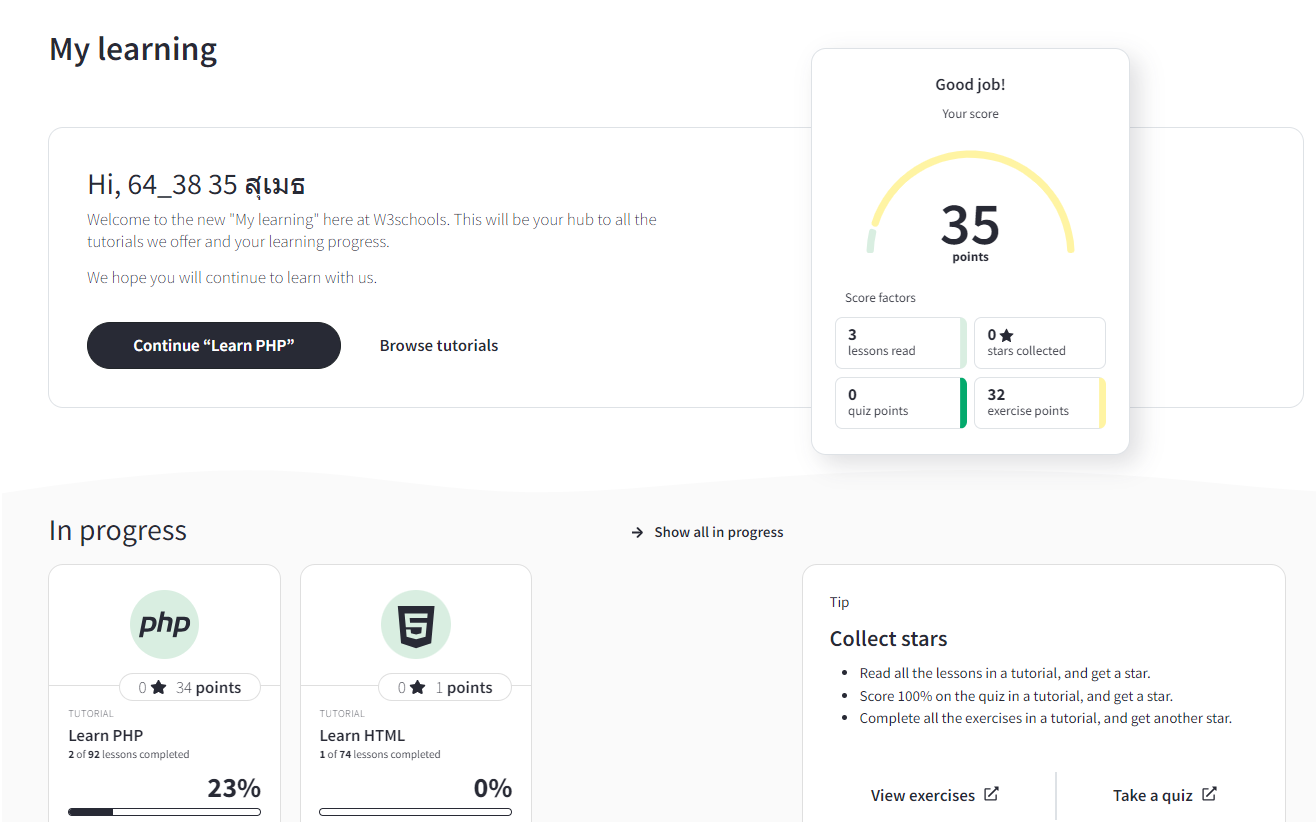 My learning
Hi, 64_38 35 สุเมธ
Welcome to the new "My learning" here at W3schools. This will be your hub to all the
tutorials we offer and your learning progress.
We hope you will continue to learn with us.
Continue “Learn PHP”
Browse tutorials
Good job!
Your score
35
points
Score factors
3
lessons read
0
stars collected
0
quiz points
32
exercise points
In progress
Show all in progress
php
0 34 points
TUTORIAL
Learn PHP
2 of 92 lessons completed
23%
5
0 1 points
TUTORIAL
Learn HTML
1 of 74 lessons completed
0%
Tip
Collect stars
Read all the lessons in a tutorial, and get a star.
Score 100% on the quiz in a tutorial, and get a star.
Complete all the exercises in a tutorial, and get another star.
View exercises
Take a quiz